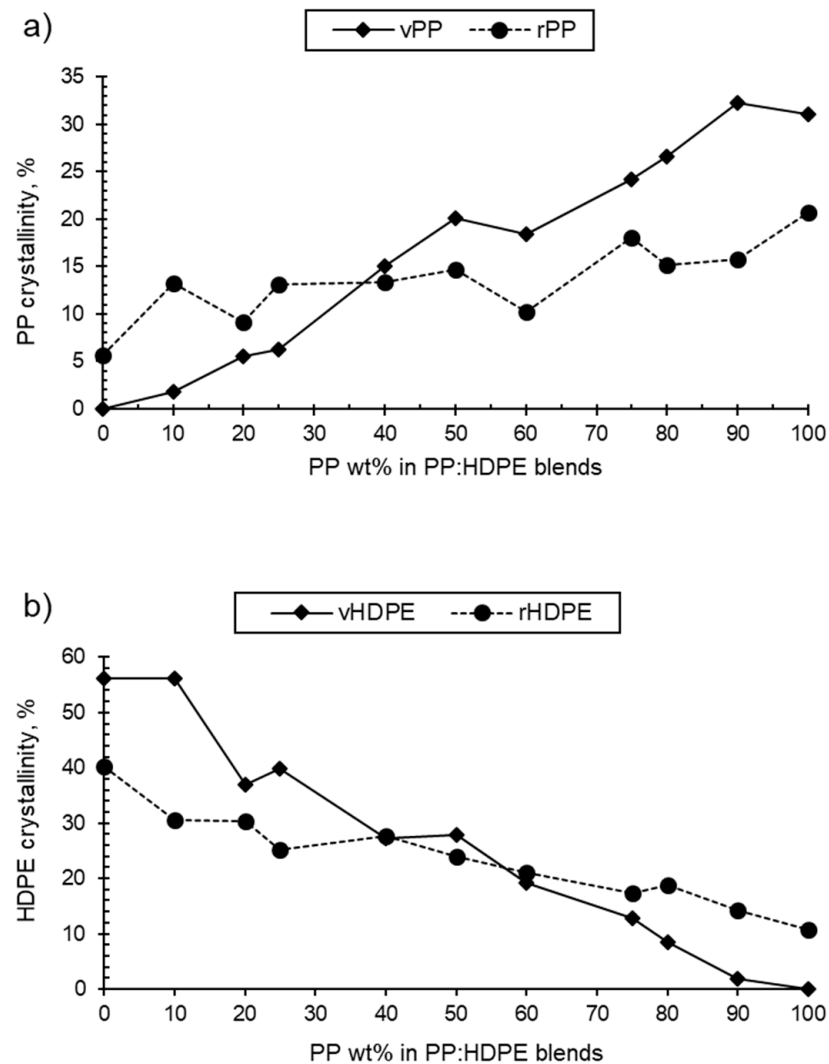 a)
vPP rPP
PP crystallinity, %
35
30
25
20
15
10
5
0
0 10 20 30 40 50 60 70 80 90 100
PP wt% in PP:HDPE blends
b)
vHDPE rHDPE
HDPE crystallinity, %
60
50
40
30
20
10
0
0 10 20 30 40 50 60 70 80 90 100
PP wt% in PP:HDPE blends